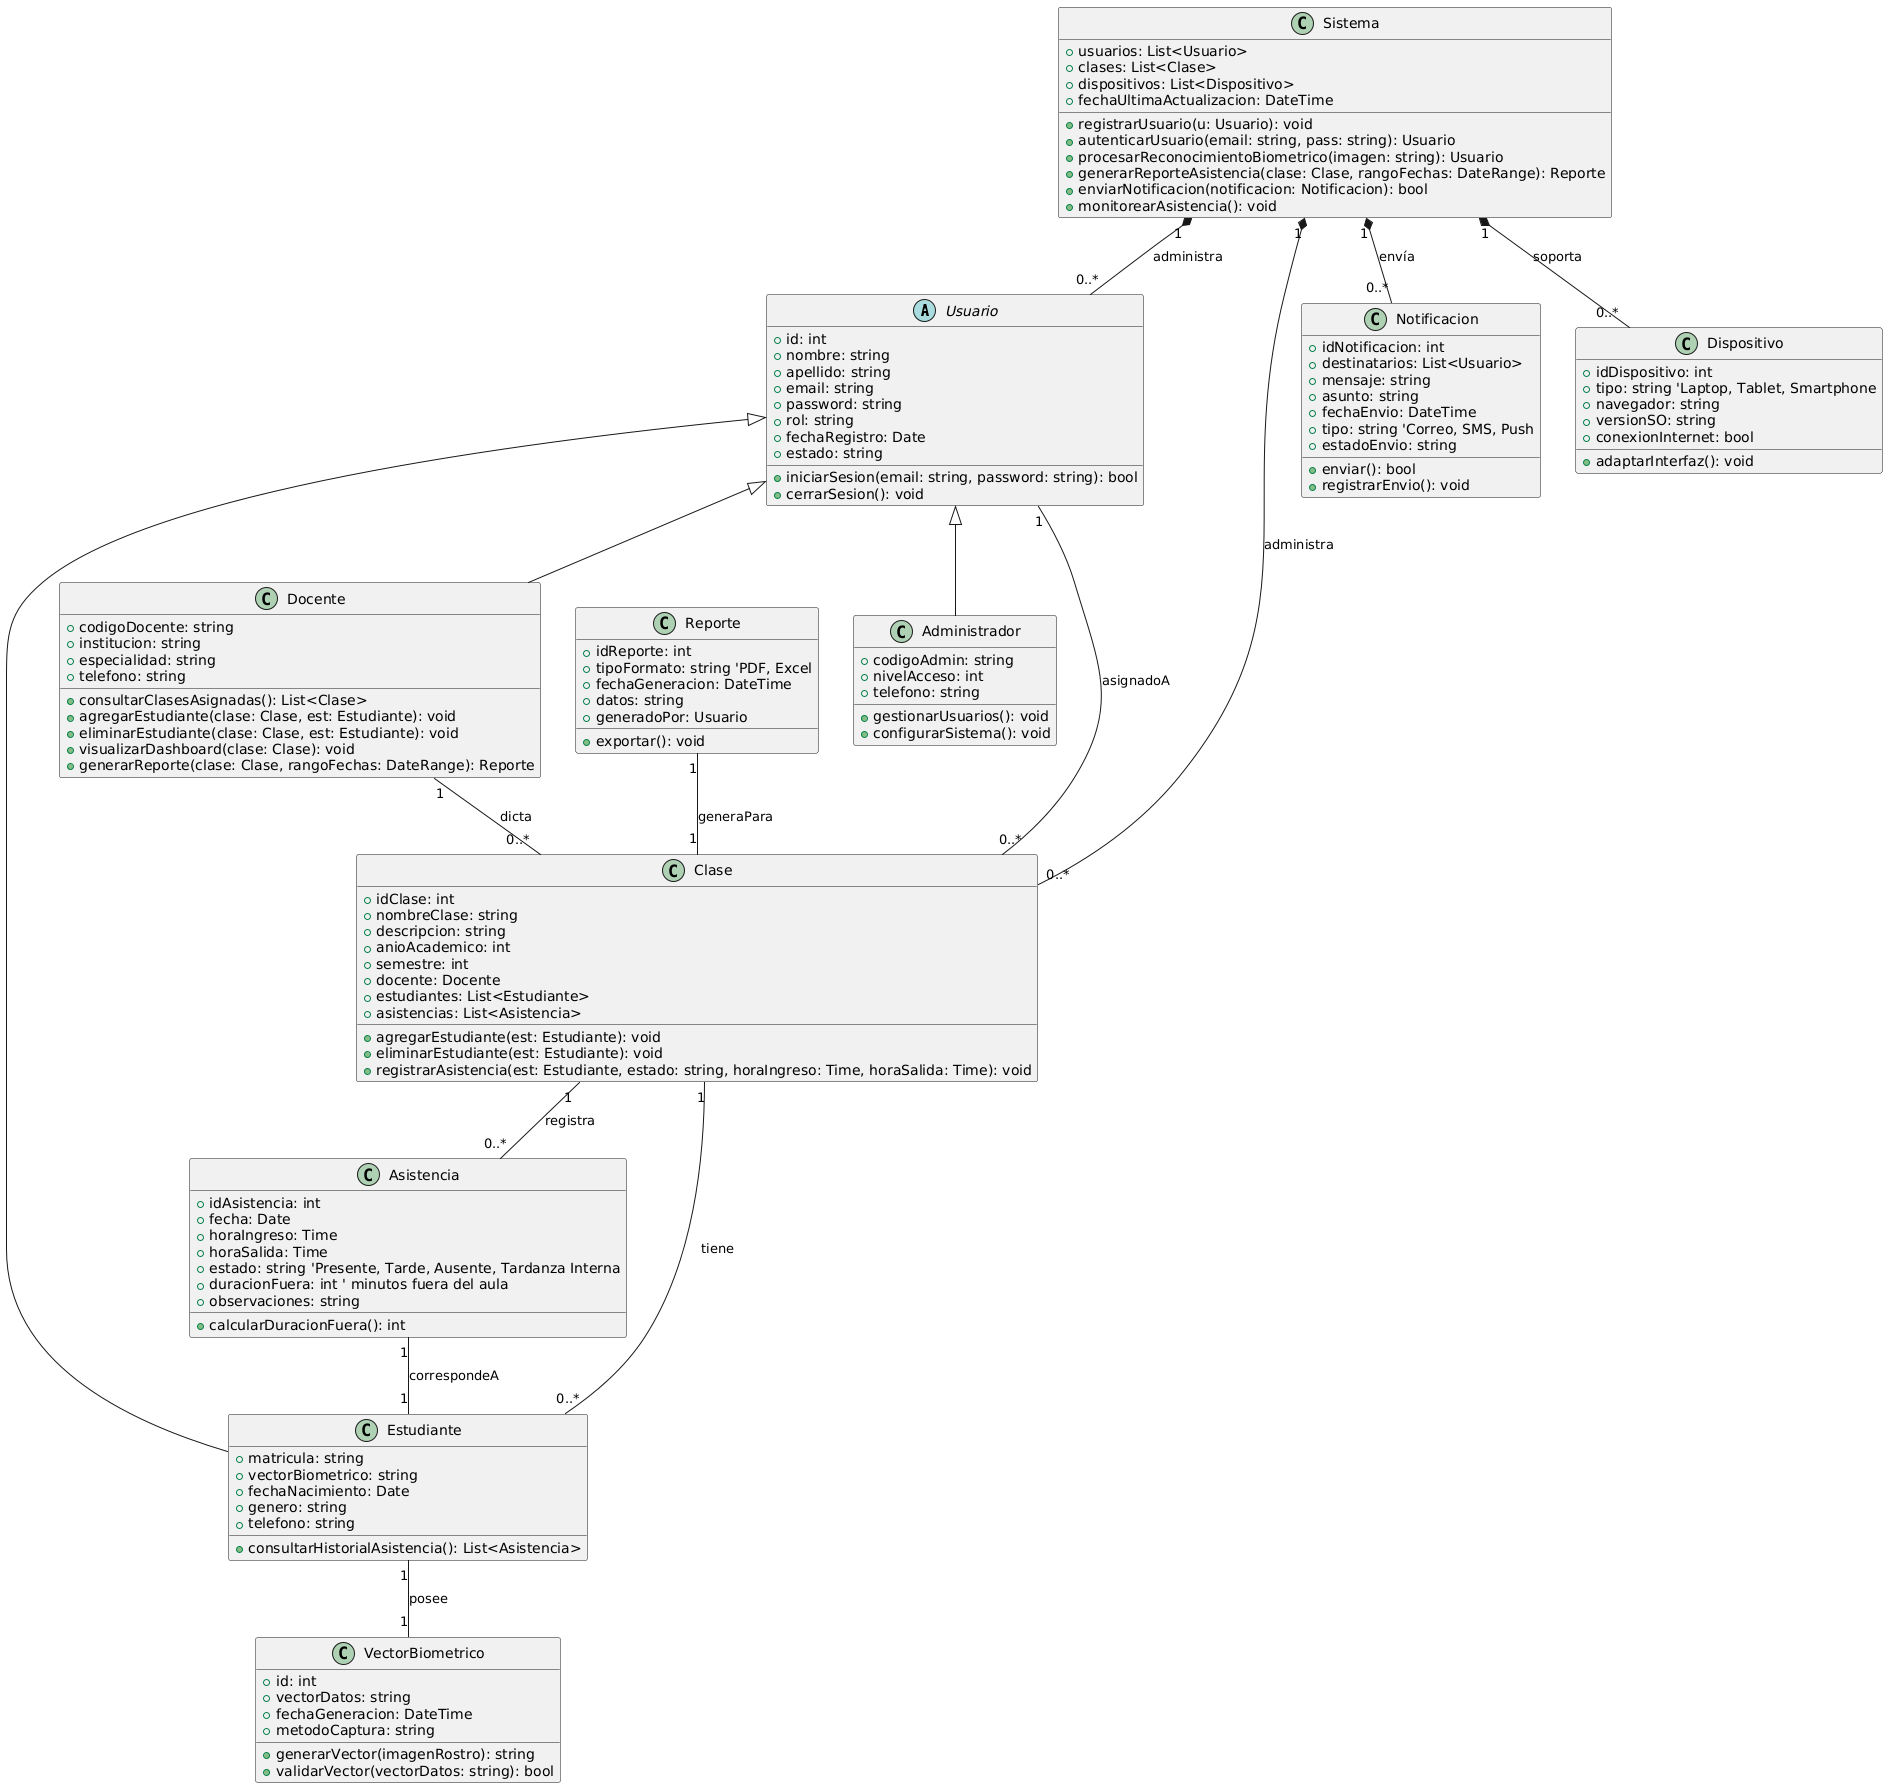 C Sistema
usuarios: List<Usuario>
clases: List<Clase>
dispositivos: List<Dispositivo>
fechaUltimaActualizacion: DateTime
registrarUsuario(u: Usuario): void
autenticarUsuario(email: string, pass: string): Usuario
procesarReconocimientoBiometrico(imagen: string): Usuario
generarReporteAsistencia(clase: Clase, rangoFechas: DateRange): Reporte
enviarNotificacion(notificacion: Notificacion): bool
monitorearAsistencia(): void
1 1 1 1
administra envía soporta
0..* 0..* 0..*
A Usuario
id: int
nombre: string
apellido: string
email: string
password: string
rol: string
fechaRegistro: Date
estado: string
iniciarSesion(email: string, password: string): bool
cerrarSesion(): void
1
C Notificacion
idNotificacion: int
destinatarios: List<Usuario>
mensaje: string
asunto: string
fechaEnvio: DateTime
tipo: string 'Correo, SMS, Push
estadoEnvio: string
enviar(): bool
registrarEnvio(): void
C Dispositivo
idDispositivo: int
tipo: string 'Laptop, Tablet, Smartphone
navegador: string
versionSO: string
conexionInternet: bool
adaptarInterfaz(): void
administra
C Docente
codigoDocente: string
institucion: string
especialidad: string
telefono: string
consultarClasesAsignadas(): List<Clase>
agregarEstudiante(clase: Clase, est: Estudiante): void
eliminarEstudiante(clase: Clase, est: Estudiante): void
visualizarDashboard(clase: Clase): void
generarReporte(clase: Clase, rangoFechas: DateRange): Reporte
C Reporte
idReporte: int
tipoFormato: string 'PDF, Excel
fechaGeneracion: DateTime
datos: string
generadoPor: Usuario
exportar(): void
C Administrador
codigoAdmin: string
nivelAcceso: int
telefono: string
gestionarUsuarios(): void
configurarSistema(): void
asignadoA
1 1
dicta generaPara
0..* 1 0..*
0..*
C Clase
idClase: int
nombreClase: string
descripcion: string
anioAcademico: int
semestre: int
docente: Docente
estudiantes: List<Estudiante>
asistencias: List<Asistencia>
agregarEstudiante(est: Estudiante): void
eliminarEstudiante(est: Estudiante): void
registrarAsistencia(est: Estudiante, estado: string, horaIngreso: Time, horaSalida: Time): void
1 1
registra
0..*
C Asistencia
idAsistencia: int
fecha: Date
horaIngreso: Time
horaSalida: Time
estado: string 'Presente, Tarde, Ausente, Tardanza Interna
duracionFuera: int ' minutos fuera del aula
observaciones: string
calcularDuracionFuera(): int
tiene
1
correspondeA
1 0..*
C Estudiante
matricula: string
vectorBiometrico: string
fechaNacimiento: Date
genero: string
telefono: string
consultarHistorialAsistencia(): List<Asistencia>
1
posee
1
C VectorBiometrico
id: int
vectorDatos: string
fechaGeneracion: DateTime
metodoCaptura: string
generarVector(imagenRostro): string
validarVector(vectorDatos: string): bool